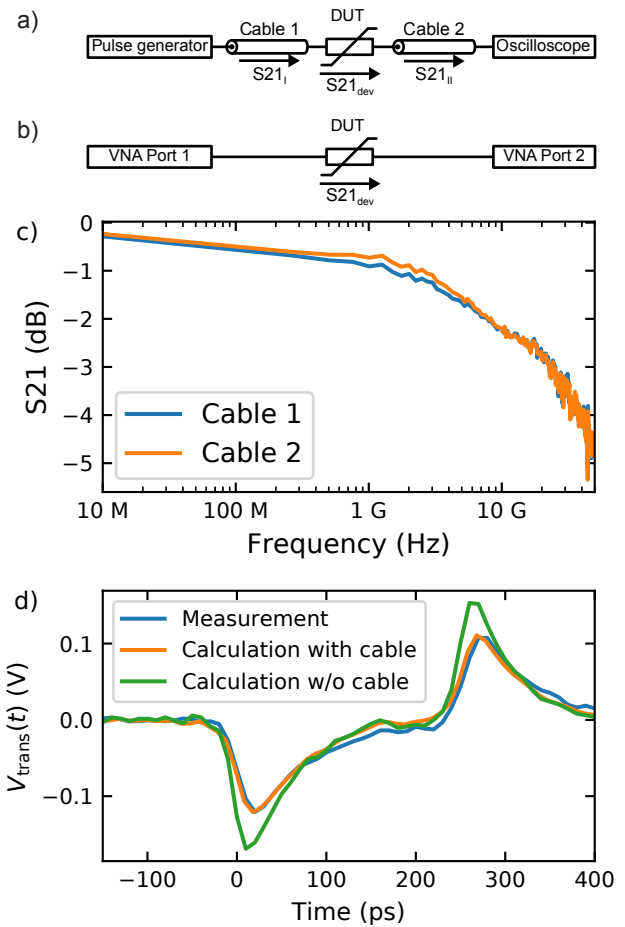 a)
Cable 1 DUT Cable 2
Pulse generator Oscilloscope
S21I S21dev S21II
b)
DUT
VNA Port 1 VNA Port 2
S21dev
c)
S21 (dB)
0
−1
−2
−3
−4
−5
Cable 1
Cable 2
10 M 100 M 1 G 10 G
Frequency (Hz)
d)
Vtrans(t) (V)
0.1
0.0
−0.1
Measurement
Calculation with cable
Calculation w/o cable
−100 0 100 200 300 400
Time (ps)